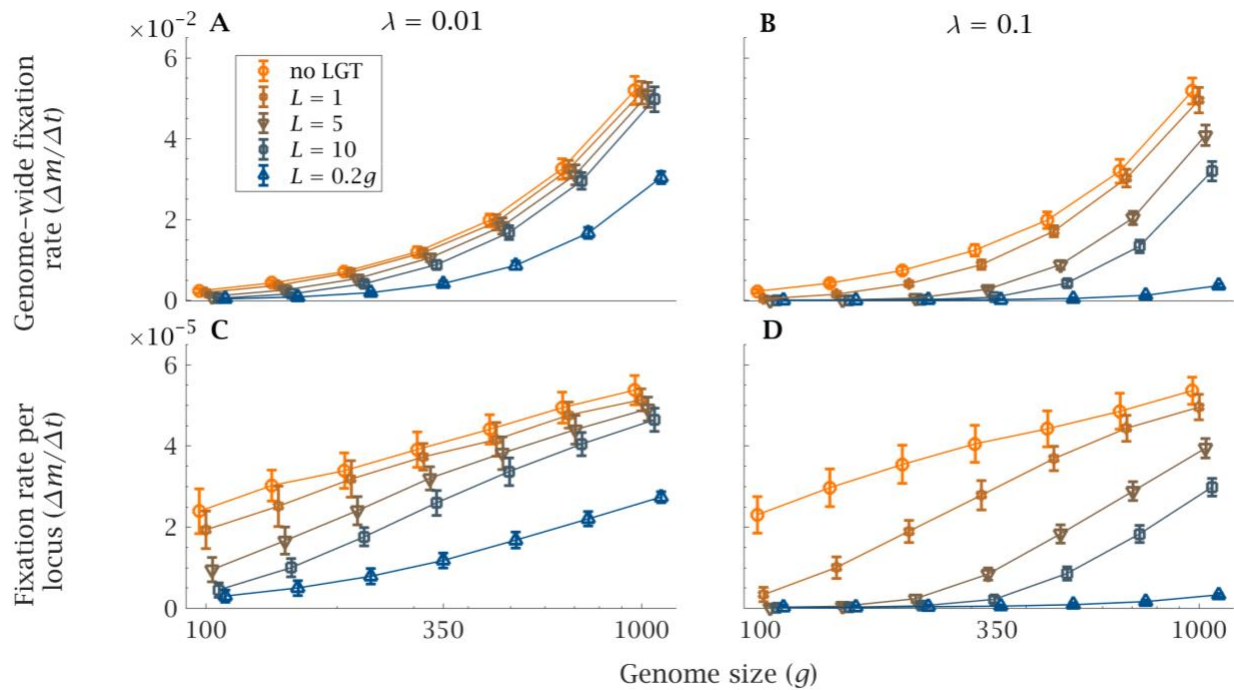 A
λ = 0.01
B
λ = 0.1
×10⁻²
6
4
2
0
no LGT
L = 1
L = 5
L = 10
L = 0.2g
Genome-wide fixation
rate (Δm/Δt)
C
D
×10⁻⁵
6
4
2
0
Fixation rate per
locus (Δm/Δt)
100
350
1000
100
350
1000
Genome size (g)